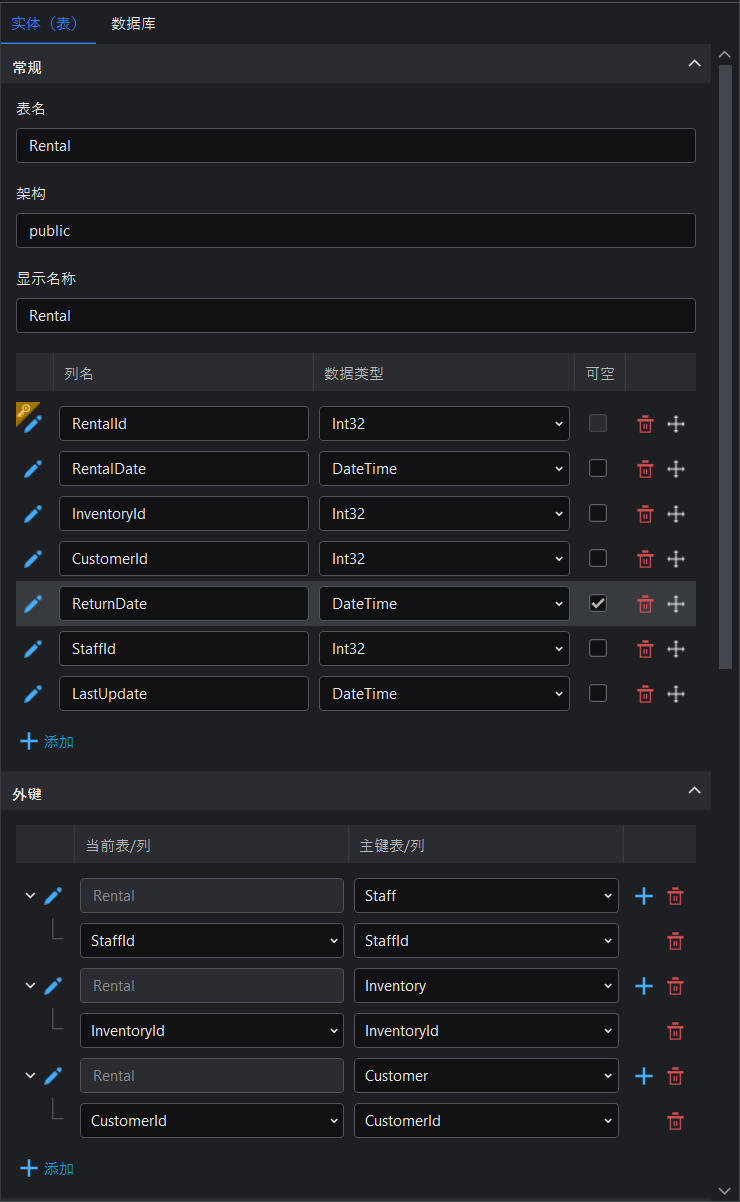 实体（表） 数据库
常规
表名
Rental
架构
public
显示名称
Rental
列名 数据类型 可空
RentalId Int32
RentalDate DateTime
InventoryId Int32
CustomerId Int32
ReturnDate DateTime
StaffId Int32
LastUpdate DateTime
添加
外键
当前表/列 主键表/列
Rental Staff
StaffId StaffId
Rental Inventory
InventoryId InventoryId
Rental Customer
CustomerId CustomerId
添加